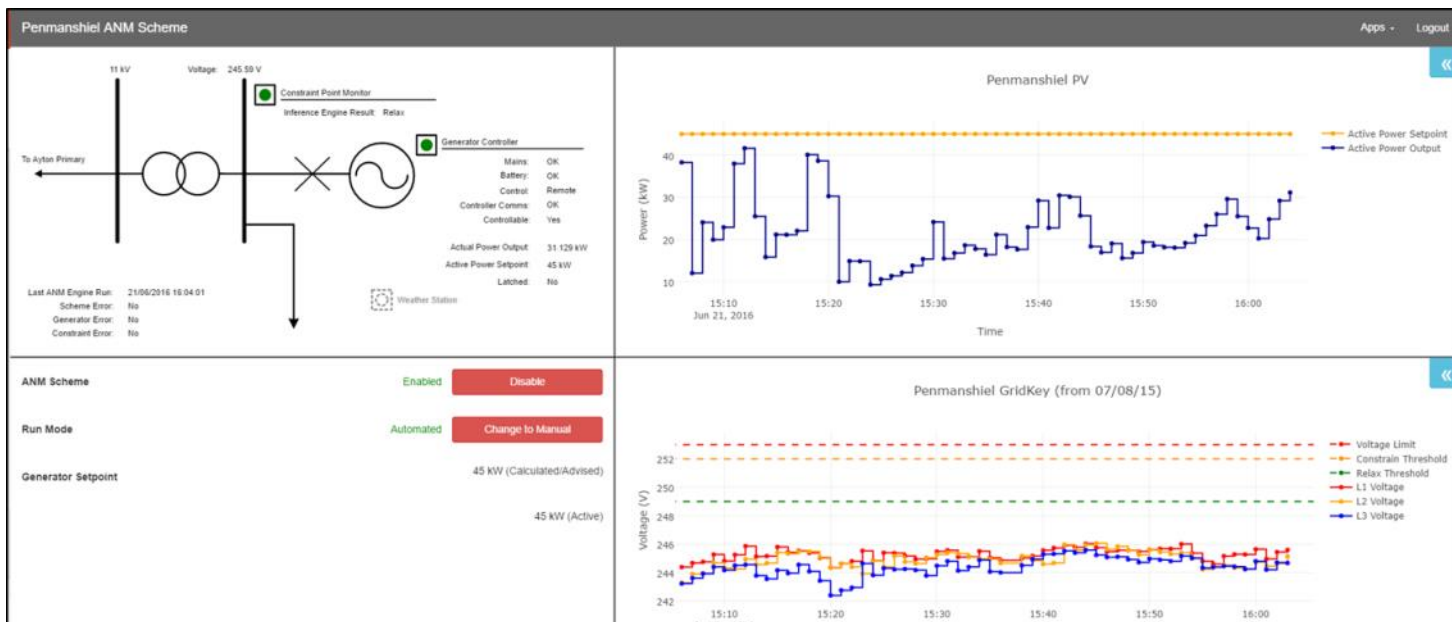 Penmanshiel ANM Scheme
Apps
Logout
11 kV
Voltage: 245.59 V
Constraint Point Monitor
Inference Engine Result: Relax
Generator Controller
To Ayton Primary
Mains: OK
Battery: OK
Control: Remote
Controller Comms: OK
Controllable: Yes
Actual Power Output: 31.129 kW
Active Power Setpoint: 45 kW
Latched: No
Weather Station
Last ANM Engine Run: 21/06/2016 16:04:01
Scheme Error: No
Generator Error: No
Constraint Error: No
«
Penmanshiel PV
Active Power Setpoint
Active Power Output
Power (kW)
40
30
20
10
15:10
15:20
15:30
15:40
15:50
16:00
Jun 21, 2016
Time
ANM Scheme
Enabled
Disable
Run Mode
Automated
Change to Manual
Generator Setpoint
45 kW (Calculated/Advised)
45 kW (Active)
«
Penmanshiel GridKey (from 07/08/15)
Voltage Limit
Constrain Threshold
Relax Threshold
L1 Voltage
L2 Voltage
L3 Voltage
Voltage (V)
252
250
248
246
244
242
15:10
15:20
15:30
15:40
15:50
16:00